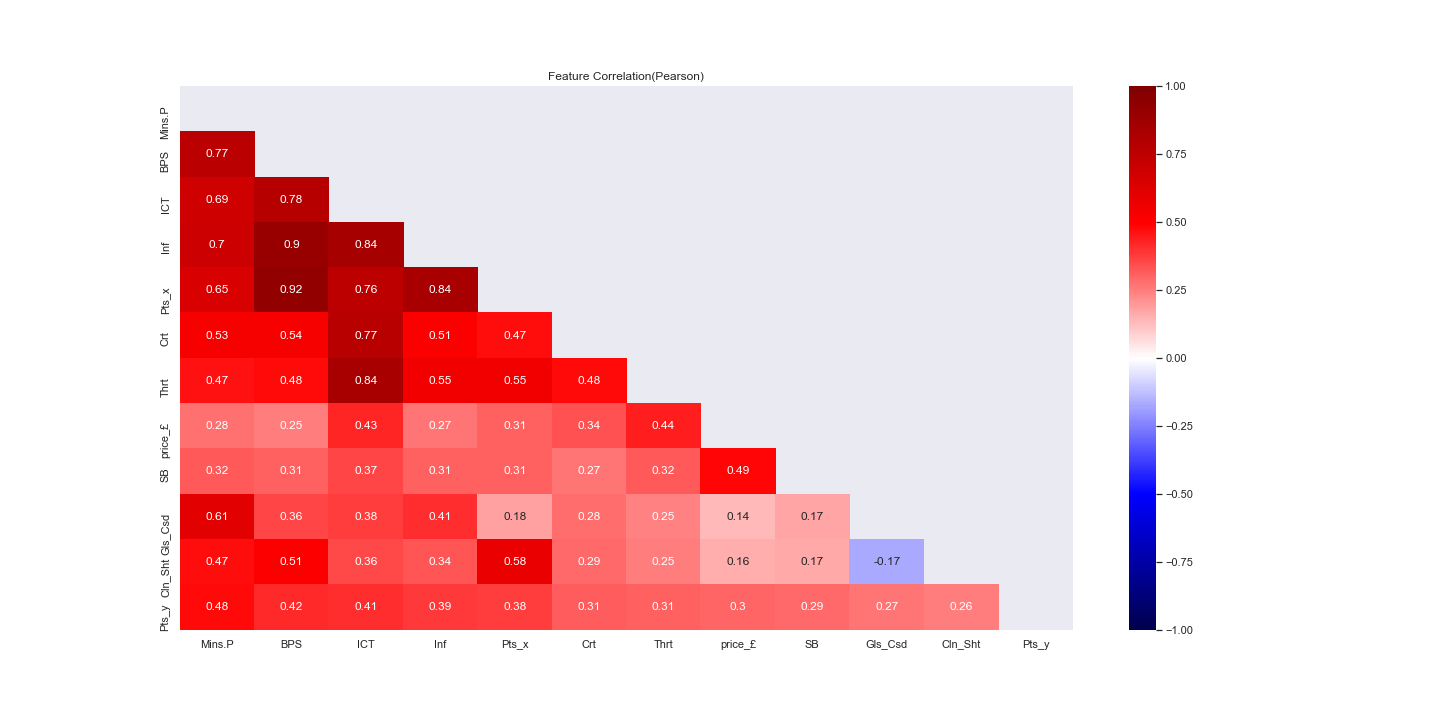 Feature Correlation(Pearson)
Mins.P
BPS 0.77
ICT 0.69 0.78
Inf 0.7 0.9 0.84
Pts_x 0.65 0.92 0.76 0.84
Crt 0.53 0.54 0.77 0.51 0.47
Thrt 0.47 0.48 0.84 0.55 0.55 0.48
price_£ 0.28 0.25 0.43 0.27 0.31 0.34 0.44
SB 0.32 0.31 0.37 0.31 0.31 0.27 0.32 0.49
Gls_Csd 0.61 0.36 0.38 0.41 0.18 0.28 0.25 0.14 0.17
Cln_Sht 0.47 0.51 0.36 0.34 0.58 0.29 0.25 0.16 0.17 -0.17
Pts_y 0.48 0.42 0.41 0.39 0.38 0.31 0.31 0.3 0.29 0.27 0.26
Mins.P BPS ICT Inf Pts_x Crt Thrt price_£ SB Gls_Csd Cln_Sht Pts_y
1.00
0.75
0.50
0.25
0.00
−0.25
−0.50
−0.75
−1.00